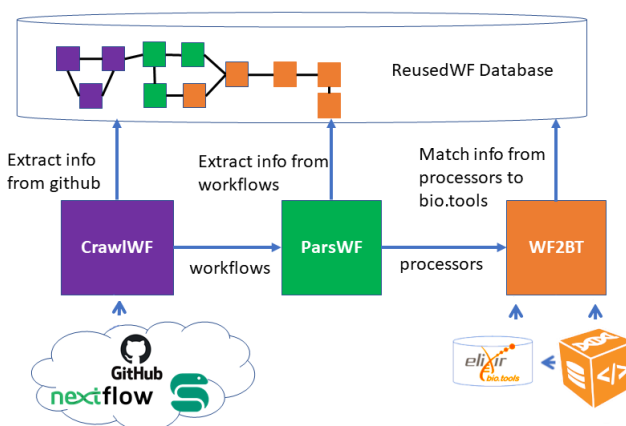 ReusedWF Database
Extract info
from github
Extract info from
workflows
Match info from
processors to
bio.tools
CrawlWF
workflows
ParsWF
processors
WF2BT
GitHub
nextflow
elixir
bio.tools
</>